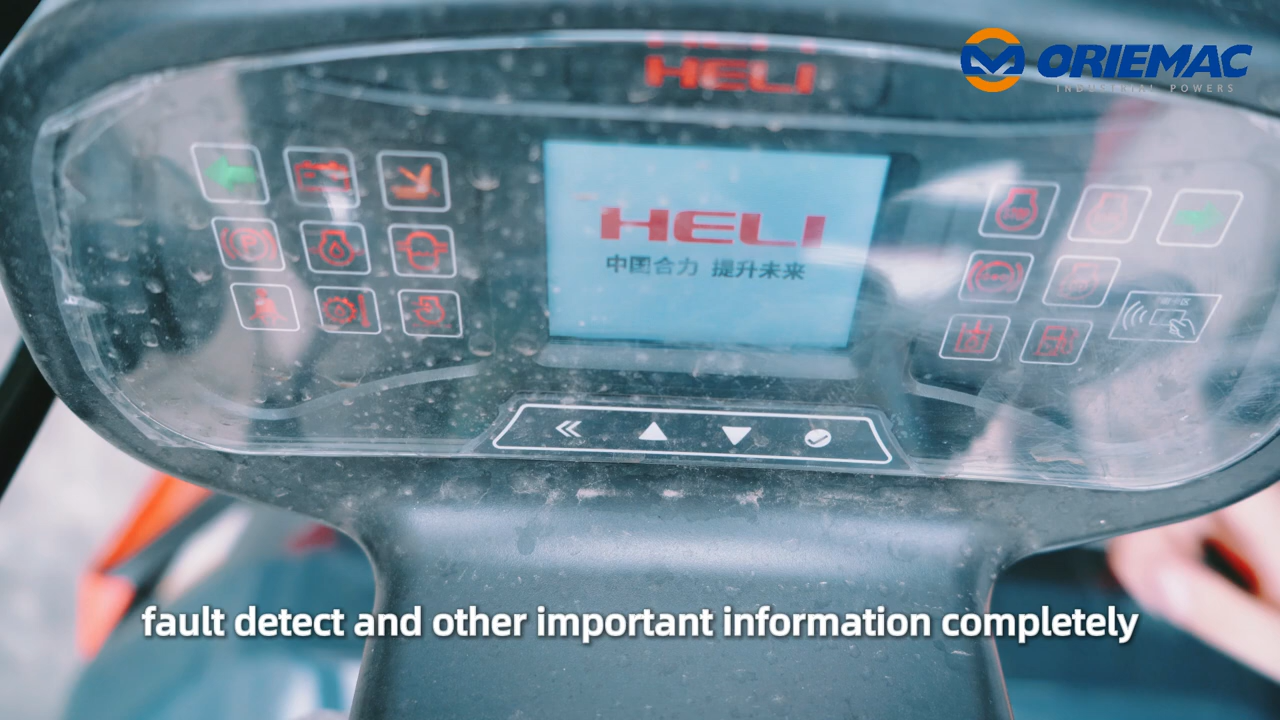 HELI
ORIEMAC
INDUSTRIAL POWERS
HELI
中国合力 提升未来
P
STOP
fault detect and other important information completely